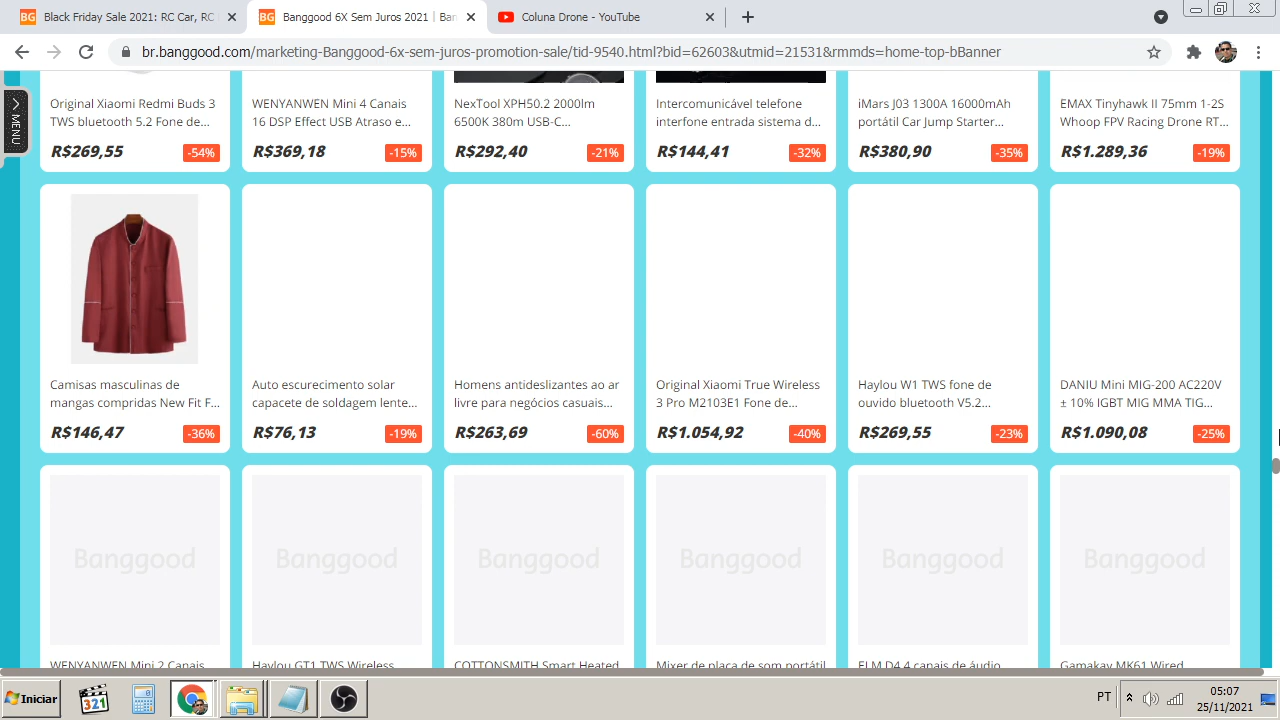 BG Black Friday Sale 2021: RC Car, RC
BG Banggood 6X Sem Juros 2021 | Ban
Coluna Drone - YouTube
br.banggood.com/marketing-Banggood-6x-sem-juros-promotion-sale/tid-9540.html?bid=62603&utmid=21531&rmmds=home-top-bBanner
MENU
Original Xiaomi Redmi Buds 3
TWS bluetooth 5.2 Fone de...
R$269,55 -54%
WENYANWEN Mini 4 Canais
16 DSP Effect USB Atraso e...
R$369,18 -15%
NexTool XPH50.2 2000lm
6500K 380m USB-C...
R$292,40 -21%
Intercomunicável telefone
interfone entrada sistema d...
R$144,41 -32%
iMars J03 1300A 16000mAh
portátil Car Jump Starter...
R$380,90 -35%
EMAX Tinyhawk II 75mm 1-2S
Whoop FPV Racing Drone RT...
R$1.289,36 -19%
Camisas masculinas de
mangas compridas New Fit F...
R$146,47 -36%
Auto escurecimento solar
capacete de soldagem lente...
R$76,13 -19%
Homens antideslizantes ao ar
livre para negócios casuais...
R$263,69 -60%
Original Xiaomi True Wireless
3 Pro M2103E1 Fone de...
R$1.054,92 -40%
Haylou W1 TWS fone de
ouvido bluetooth V5.2...
R$269,55 -23%
DANIU Mini MIG-200 AC220V
± 10% IGBT MIG MMA TIG...
R$1.090,08 -25%
Banggood
Banggood
Banggood
Banggood
Banggood
Banggood
WENYANWEN Mini 2 Canais
Haylou GT1 TWS Wireless
COTTONSMITH Smart Heated
Mixer de placa de som portátil
ELM D4 4 canais de áudio
Gamakay MK61 Wired
Iniciar
321
PT
05:07
25/11/2021